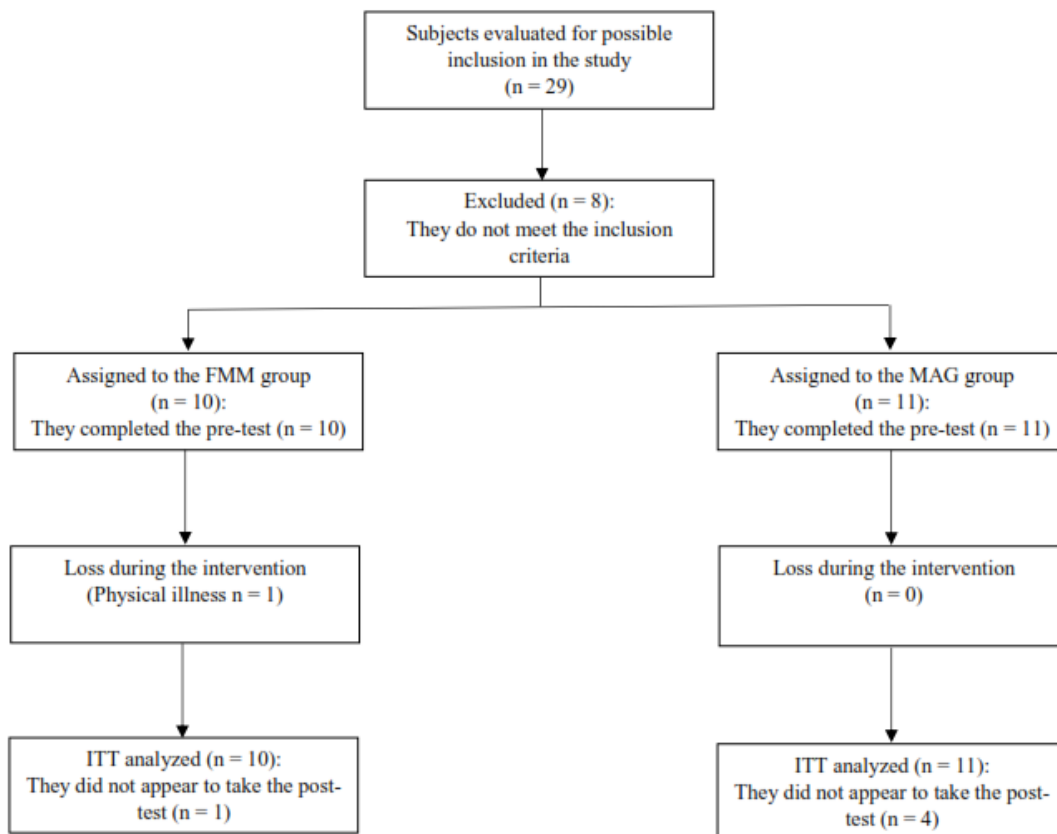 Subjects evaluated for possible
inclusion in the study
(n = 29)
Excluded (n = 8):
They do not meet the inclusion
criteria
Assigned to the FMM group
(n = 10):
They completed the pre-test (n = 10)
Assigned to the MAG group
(n = 11):
They completed the pre-test (n = 11)
Loss during the intervention
(Physical illness n = 1)
Loss during the intervention
(n = 0)
ITT analyzed (n = 10):
They did not appear to take the post-
test (n = 1)
ITT analyzed (n = 11):
They did not appear to take the post-
test (n = 4)